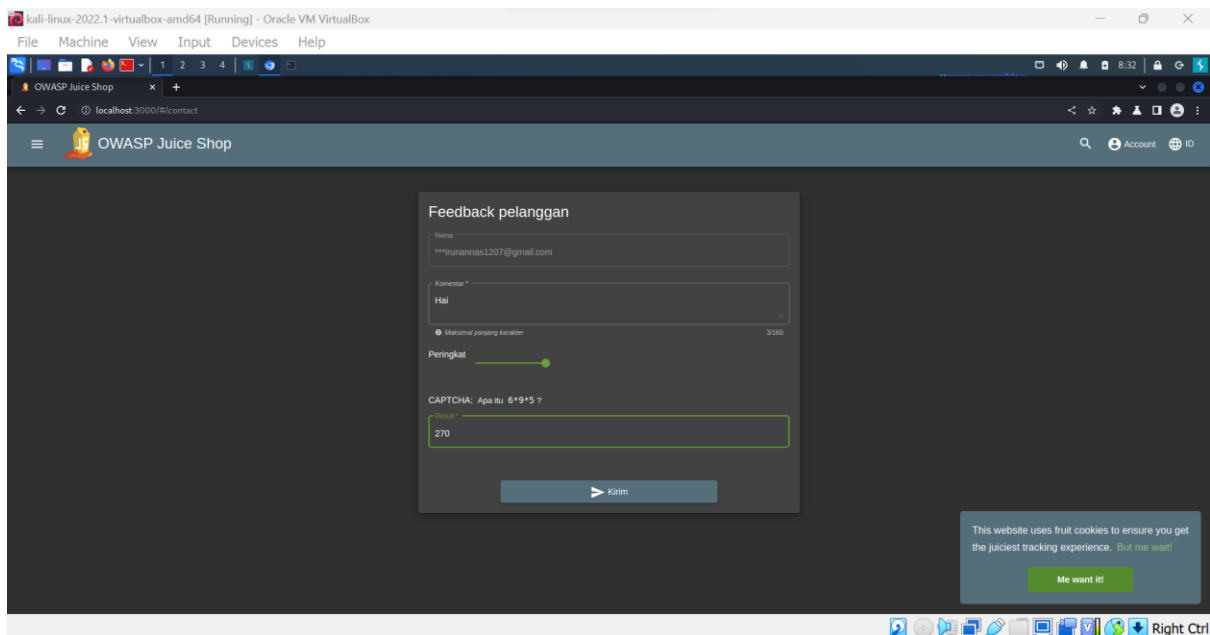 kali-linux-2022.1-virtualbox-amd64 [Running] - Oracle VM VirtualBox
File Machine View Input Devices Help
1 2 3 4 8:32
OWASP Juice Shop
localhost:3000/#/contact
OWASP Juice Shop Account ID
Feedback pelanggan
Nama
***irunannas1207@gmail.com
Komentar *
Hai
Maksimal panjang karakter 3/160
Peringkat
CAPTCHA: Apa itu 6*9*5 ?
Result *
270
Kirim
This website uses fruit cookies to ensure you get
the juiciest tracking experience. But me wait!
Me want it!
Right Ctrl